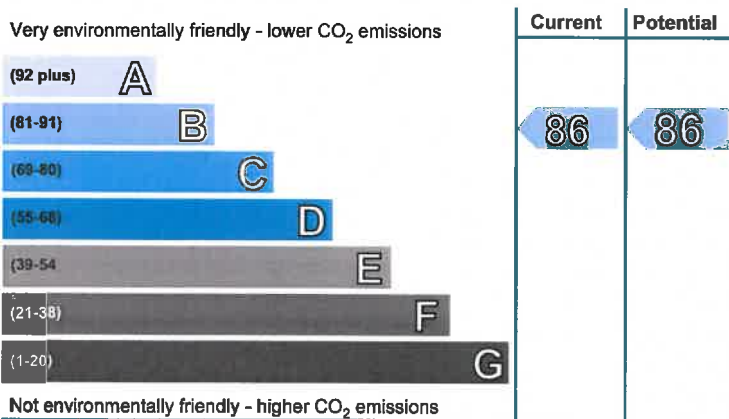 Very environmentally friendly - lower CO₂ emissions
Current
Potential
(92 plus) A
(81-91) B
86
86
(69-80) C
(55-68) D
(39-54 E
(21-38) F
(1-20) G
Not environmentally friendly - higher CO₂ emissions